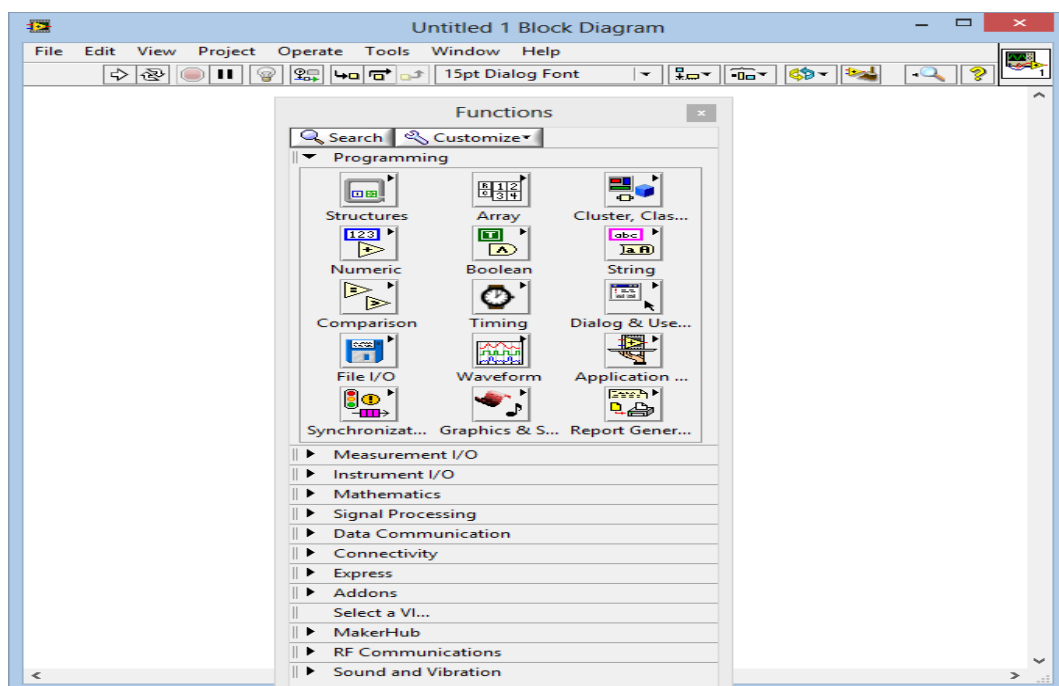 Untitled 1 Block Diagram
File Edit View Project Operate Tools Window Help
15pt Dialog Font
1
Functions
Search Customize
Programming
Structures Array Cluster, Clas...
Numeric Boolean String
Comparison Timing Dialog & Use...
File I/O Waveform Application ...
Synchronizat... Graphics & S... Report Gener...
Measurement I/O
Instrument I/O
Mathematics
Signal Processing
Data Communication
Connectivity
Express
Addons
Select a VI...
MakerHub
RF Communications
Sound and Vibration